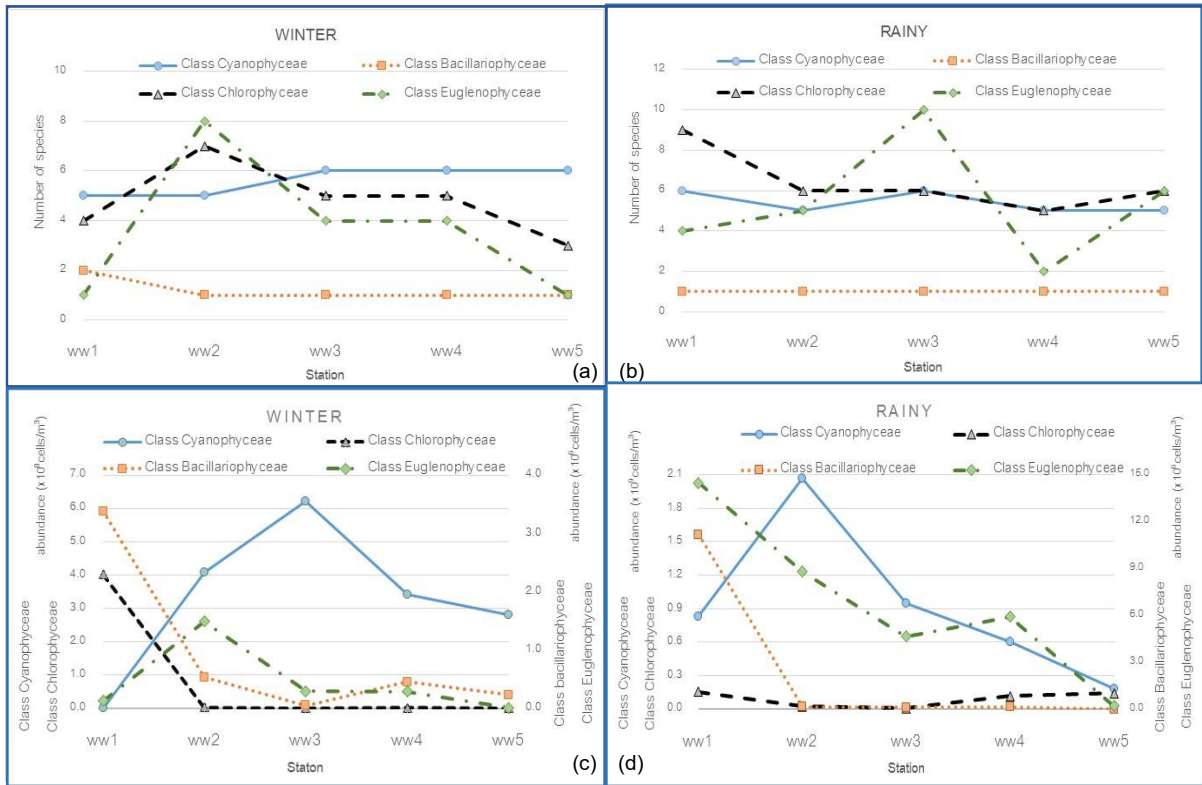 WINTER
Class Cyanophyceae
Class Bacillariophyceae
Class Chlorophyceae
Class Euglenophyceae
Number of species
10
8
6
4
2
0
ww1 ww2 ww3 ww4 ww5
Station
(a)
RAINY
Class Cyanophyceae
Class Bacillariophyceae
Class Chlorophyceae
Class Euglenophyceae
Number of species
12
10
8
6
4
2
0
ww1 ww2 ww3 ww4 ww5
Station
(b)
WINTER
Class Cyanophyceae
Class Chlorophyceae
Class Bacillariophyceae
Class Euglenophyceae
abundance
Class Cyanophyceae
Class Chlorophyceae
7.0
6.0
5.0
4.0
3.0
2.0
1.0
0.0
4.0
3.0
2.0
1.0
0.0
abundance
Class bacillariophyceae
Class Euglenophyceae
ww1 ww2 ww3 ww4 ww5
Staton
(c)
RAINY
Class Cyanophyceae
Class Chlorophyceae
Class Bacillariophyceae
Class Euglenophyceae
abundance
Class Cyanophyceae
Class Chlorophyceae
2.1
1.8
1.5
1.2
0.9
0.6
0.3
0.0
15.0
12.0
9.0
6.0
3.0
0.0
abundance
Class Bacillariophyceae
Class Euglenophyceae
ww1 ww2 ww3 ww4 ww5
Station
(d)